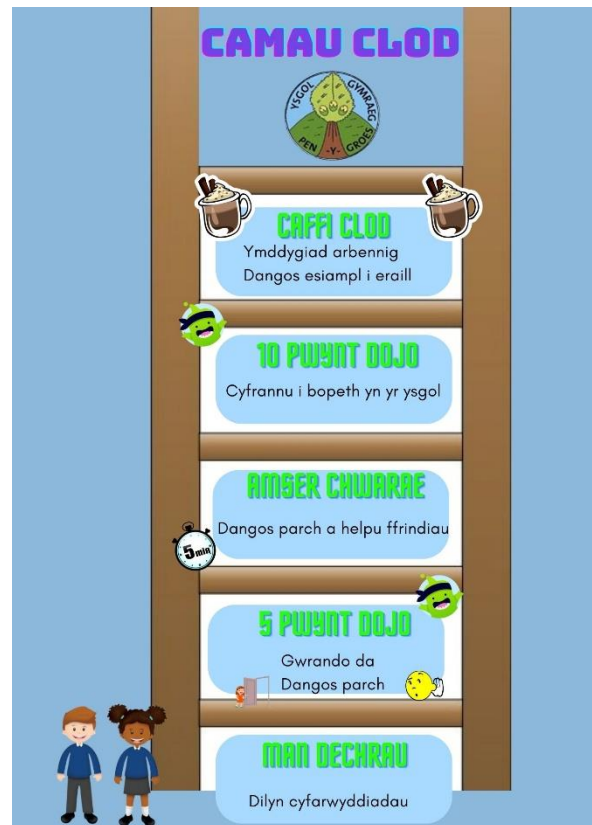 CAMAU CLOD
YSGOL GYMRAEG
PEN -Y- GROES
CAFFI CLOD
Ymddygiad arbennig
Dangos esiampl i eraill
10 PWYNT DOJO
Cyfrannu i bopeth yn yr ysgol
AMSER CHWARAE
Dangos parch a helpu ffrindiau
5 min
5 PWYNT DOJO
Gwrando da
Dangos parch
MAN DECHRAU
Dilyn cyfarwyddiadau